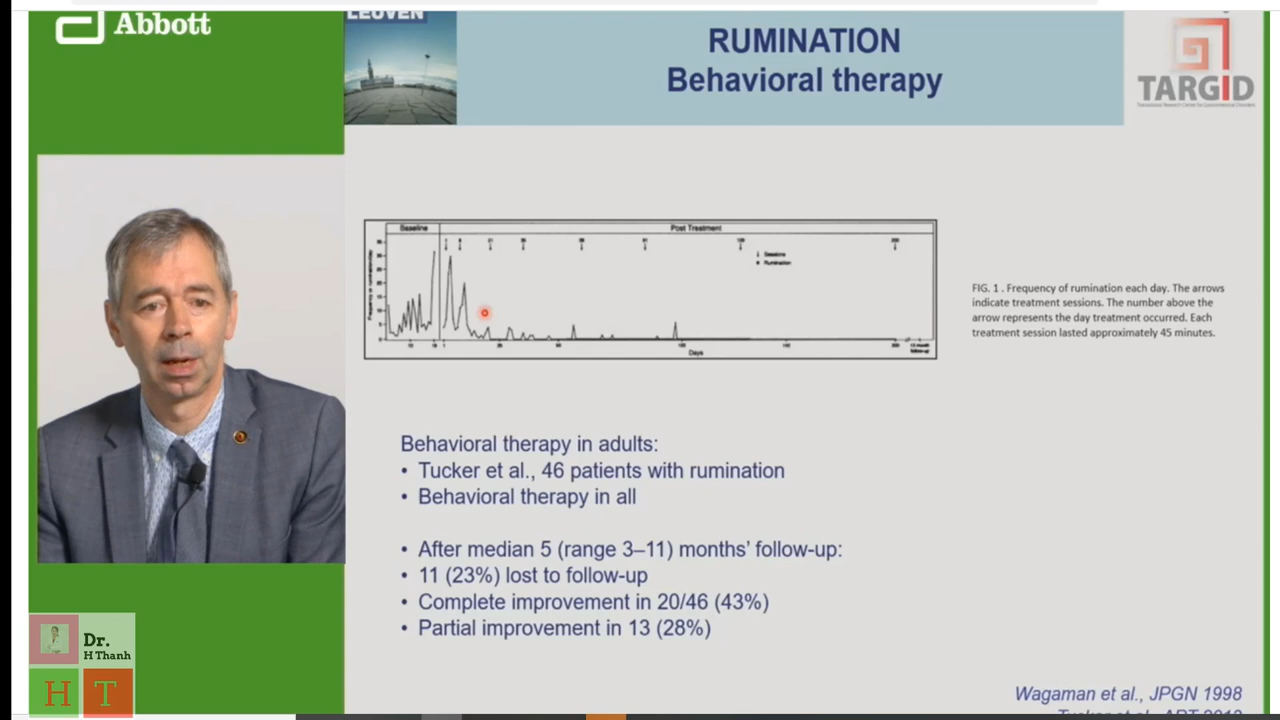 Abbott
LEUVEN
RUMINATION
Behavioral therapy
TARGID
Baseline
Post Treatment
Sessions
Rumination
Days
FIG. 1 . Frequency of rumination each day. The arrows
indicate treatment sessions. The number above the
arrow represents the day treatment occurred. Each
treatment session lasted approximately 45 minutes.
Behavioral therapy in adults:
• Tucker et al., 46 patients with rumination
• Behavioral therapy in all
• After median 5 (range 3–11) months’ follow-up:
• 11 (23%) lost to follow-up
• Complete improvement in 20/46 (43%)
• Partial improvement in 13 (28%)
Dr.
H Thanh
H T
Wagaman et al., JPGN 1998